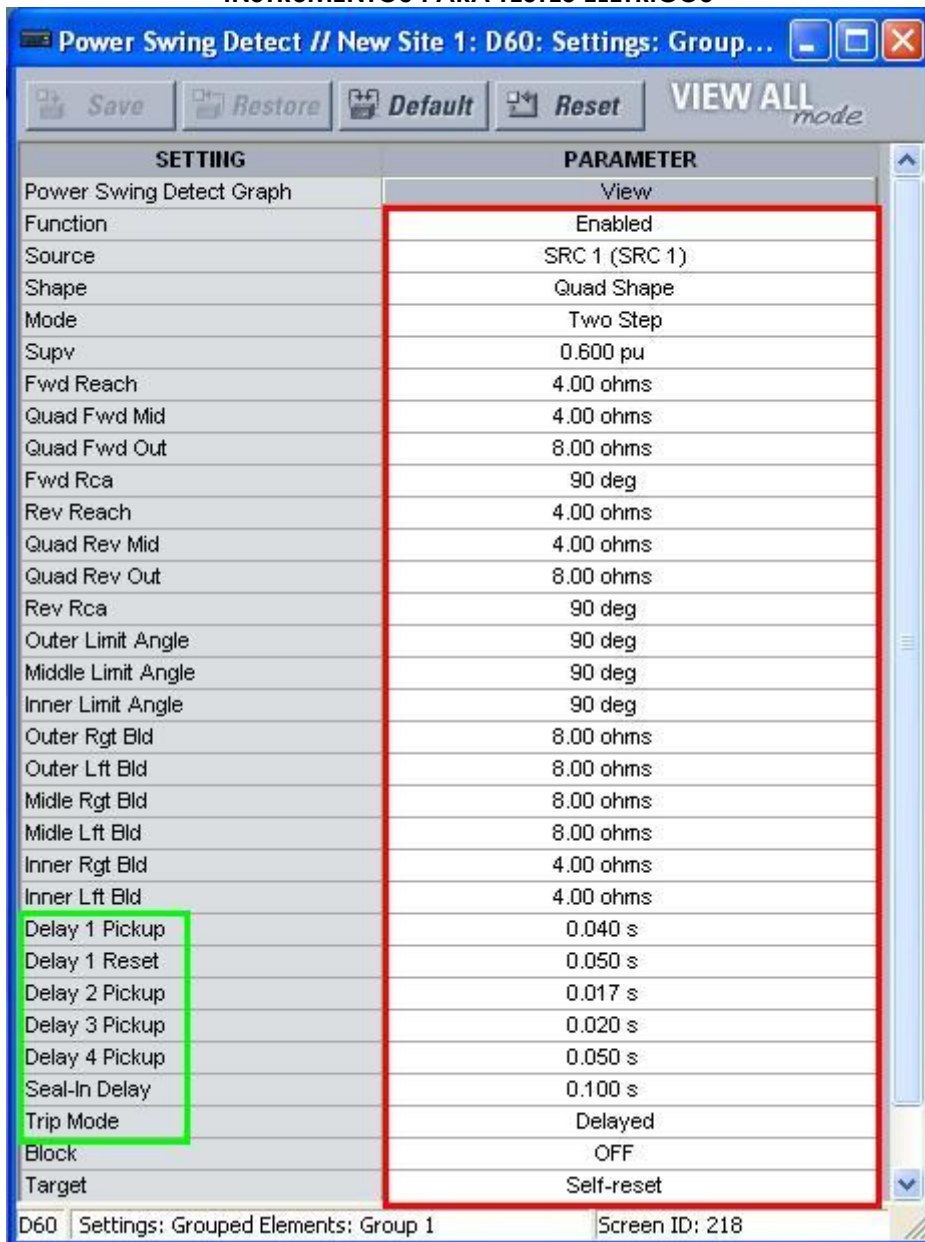 INSTRUMENTOS PARA TESTES ELÉTRICOS
Power Swing Detect // New Site 1: D60: Settings: Group...
Save Restore Default Reset VIEW ALL mode
SETTING PARAMETER
Power Swing Detect Graph View
Function Enabled
Source SRC 1 (SRC 1)
Shape Quad Shape
Mode Two Step
Supv 0.600 pu
Fwd Reach 4.00 ohms
Quad Fwd Mid 4.00 ohms
Quad Fwd Out 8.00 ohms
Fwd Rca 90 deg
Rev Reach 4.00 ohms
Quad Rev Mid 4.00 ohms
Quad Rev Out 8.00 ohms
Rev Rca 90 deg
Outer Limit Angle 90 deg
Middle Limit Angle 90 deg
Inner Limit Angle 90 deg
Outer Rgt Bld 8.00 ohms
Outer Lft Bld 8.00 ohms
Midle Rgt Bld 8.00 ohms
Midle Lft Bld 8.00 ohms
Inner Rgt Bld 4.00 ohms
Inner Lft Bld 4.00 ohms
Delay 1 Pickup 0.040 s
Delay 1 Reset 0.050 s
Delay 2 Pickup 0.017 s
Delay 3 Pickup 0.020 s
Delay 4 Pickup 0.050 s
Seal-In Delay 0.100 s
Trip Mode Delayed
Block OFF
Target Self-reset
D60 Settings: Grouped Elements: Group 1 Screen ID: 218